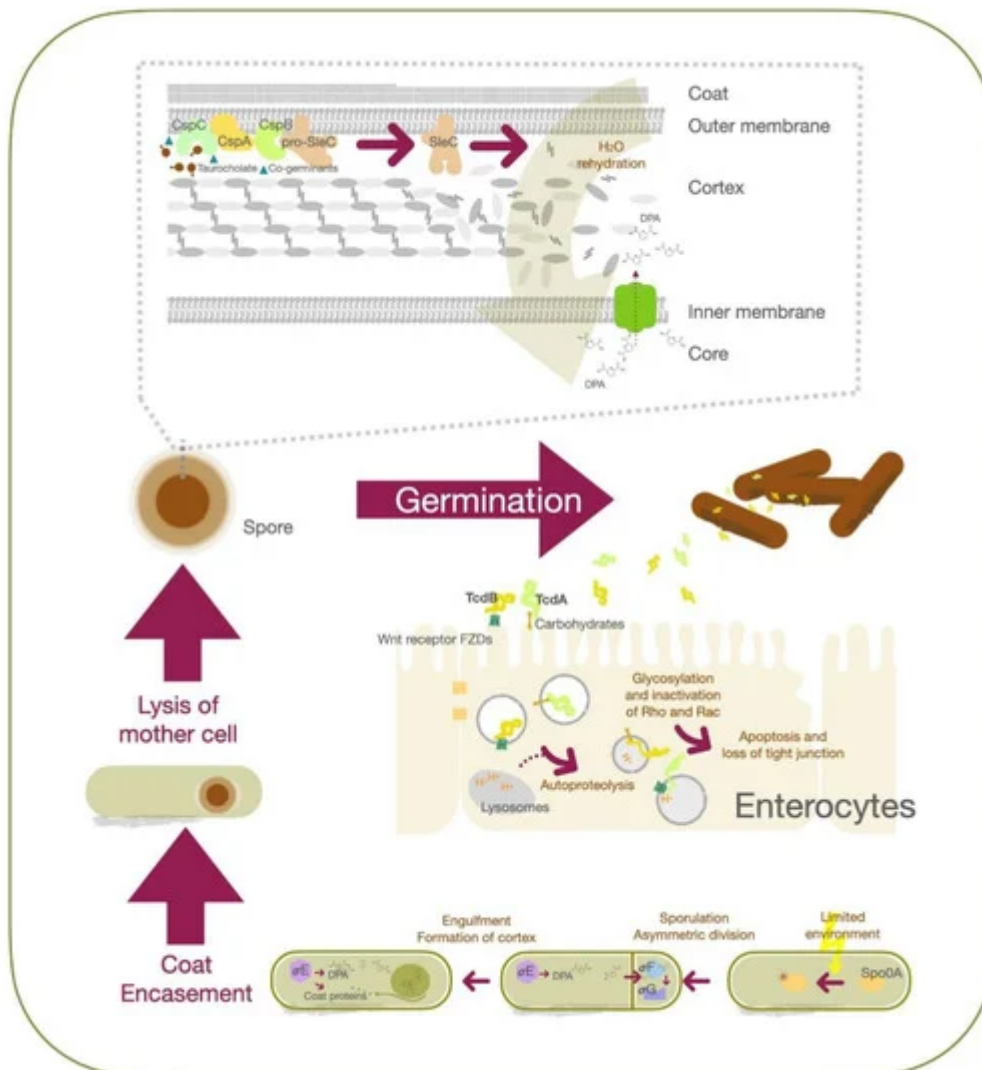 Coat
CspC
CspB
Outer membrane
CspA
pro-SleC
SleC
H₂O
rehydration
Taurocholate
Co-germinants
Cortex
DPA
Inner membrane
Core
DPA
Germination
Spore
TcdB
TcdA
Carbohydrates
Wnt receptor FZDs
Glycosylation
and inactivation
of Rho and Rac
Lysis of
mother cell
Apoptosis and
loss of tight junction
Autoproteolysis
Lysosomes
Enterocytes
Engulfment
Formation of cortex
Sporulation
Asymmetric division
Limited
environment
Coat
Encasement
σE
DPA
Coat proteins
σE
DPA
σF
σG
Spo0A